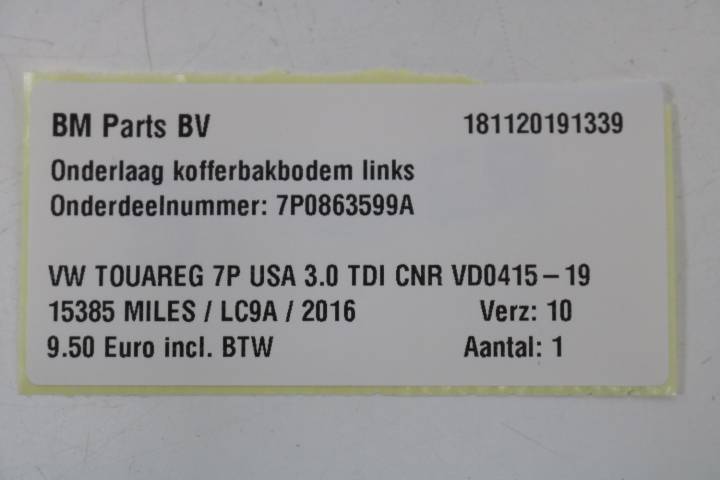 BM Parts BV 181120191339
Onderlaag kofferbakbodem links
Onderdeelnummer: 7P0863599A
VW TOUAREG 7P USA 3.0 TDI CNR VD0415 – 19
15385 MILES / LC9A / 2016 Verz: 10
9.50 Euro incl. BTW Aantal: 1